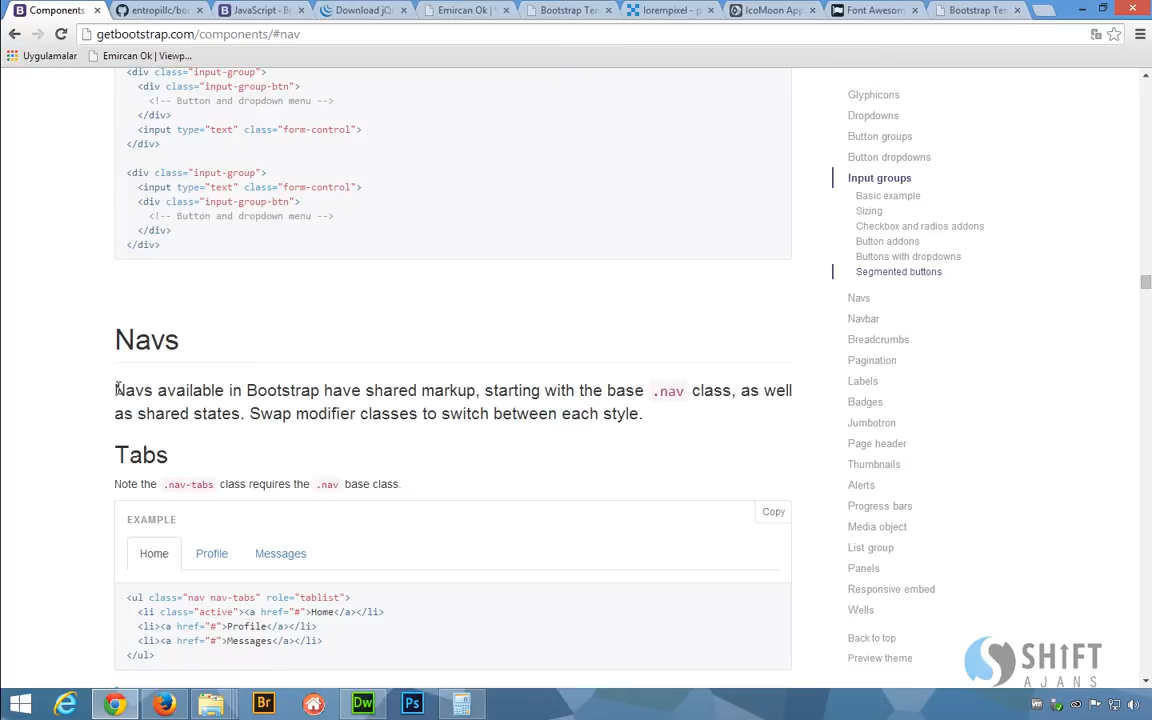 Components
entropillc/boo
JavaScript · Bo
Download jQ
Emircan Ok | V
Bootstrap Te
lorempixel - p
IcoMoon App
Font Awesom
Bootstrap Te
getbootstrap.com/components/#nav
Uygulamalar
Emircan Ok | Viewp...
<div class="input-group">
<div class="input-group-btn">
<!-- Button and dropdown menu -->
</div>
<input type="text" class="form-control">
</div>
<div class="input-group">
<input type="text" class="form-control">
<div class="input-group-btn">
<!-- Button and dropdown menu -->
</div>
</div>
Navs
Navs available in Bootstrap have shared markup, starting with the base .nav class, as well
as shared states. Swap modifier classes to switch between each style.
Tabs
Note the .nav-tabs class requires the .nav base class.
EXAMPLE
Copy
Home
Profile
Messages
<ul class="nav nav-tabs" role="tablist">
<li class="active"><a href="#">Home</a></li>
<li><a href="#">Profile</a></li>
<li><a href="#">Messages</a></li>
</ul>
Glyphicons
Dropdowns
Button groups
Button dropdowns
Input groups
Basic example
Sizing
Checkbox and radios addons
Button addons
Buttons with dropdowns
Segmented buttons
Navs
Navbar
Breadcrumbs
Pagination
Labels
Badges
Jumbotron
Page header
Thumbnails
Alerts
Progress bars
Media object
List group
Panels
Responsive embed
Wells
Back to top
Preview theme
SHIFT
AJANS
Br
Dw
Ps